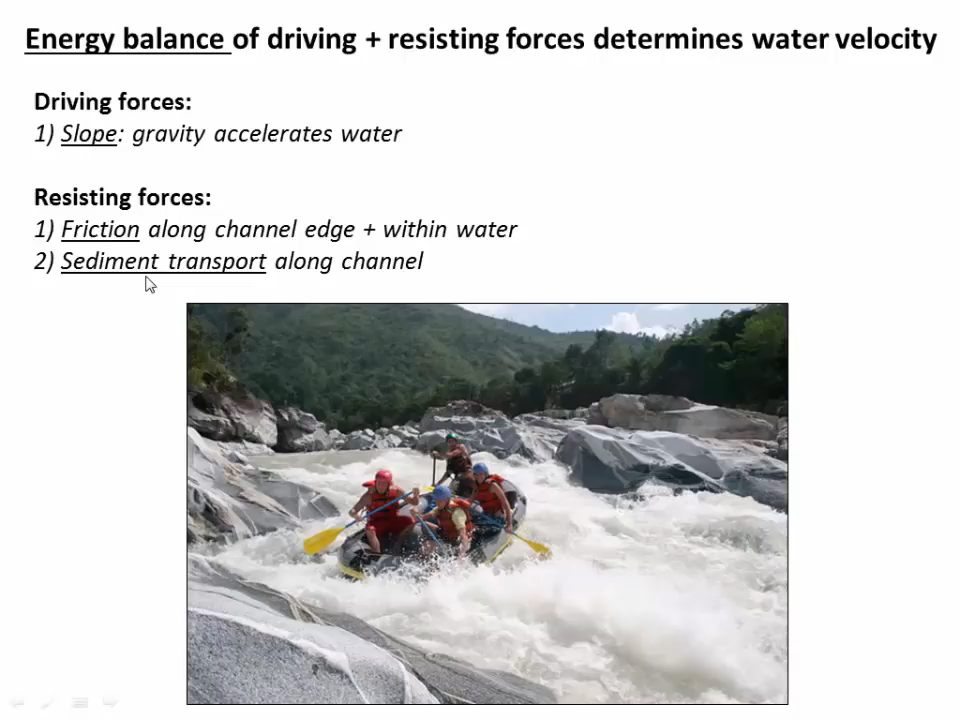 Energy balance of driving + resisting forces determines water velocity
Driving forces:
1) Slope: gravity accelerates water
Resisting forces:
1) Friction along channel edge + within water
2) Sediment transport along channel